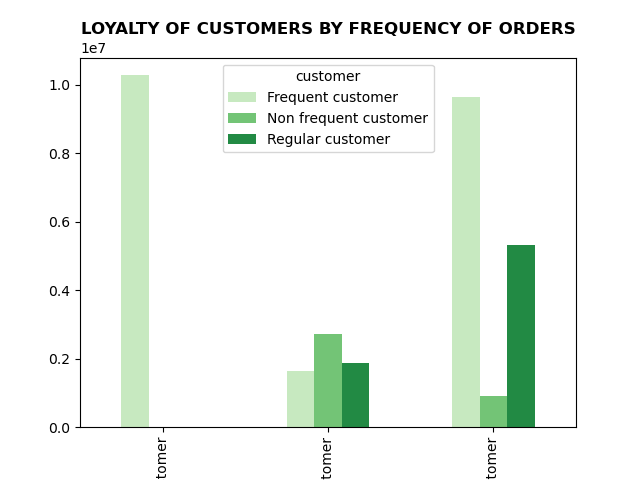 LOYALTY OF CUSTOMERS BY FREQUENCY OF ORDERS
1e7
customer
Frequent customer
Non frequent customer
Regular customer
1.0
0.8
0.6
0.4
0.2
0.0
tomer
tomer
tomer